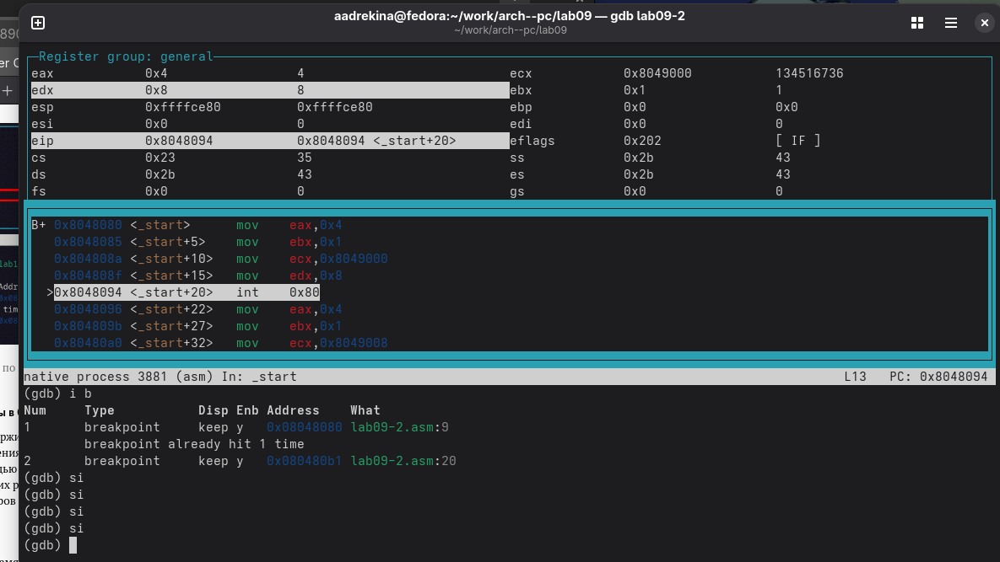 aadrekina@fedora:~/work/arch--pc/lab09 — gdb lab09-2
~/work/arch--pc/lab09
Register group: general
eax 0x4 4 ecx 0x8049000 134516736
edx 0x8 8 ebx 0x1 1
esp 0xffffce80 0xffffce80 ebp 0x0 0x0
esi 0x0 0 edi 0x0 0
eip 0x8048094 0x8048094 <_start+20> eflags 0x202 [ IF ]
cs 0x23 35 ss 0x2b 43
ds 0x2b 43 es 0x2b 43
fs 0x0 0 gs 0x0 0
B+ 0x8048080 <_start> mov eax,0x4
0x8048085 <_start+5> mov ebx,0x1
0x804808a <_start+10> mov ecx,0x8049000
0x804808f <_start+15> mov edx,0x8
>0x8048094 <_start+20> int 0x80
0x8048096 <_start+22> mov eax,0x4
0x804809b <_start+27> mov ebx,0x1
0x80480a0 <_start+32> mov ecx,0x8049008
native process 3881 (asm) In: _start L13 PC: 0x8048094
(gdb) i b
Num Type Disp Enb Address What
1 breakpoint keep y 0x08048080 lab09-2.asm:9
breakpoint already hit 1 time
2 breakpoint keep y 0x080480b1 lab09-2.asm:20
(gdb) si
(gdb) si
(gdb) si
(gdb) si
(gdb)